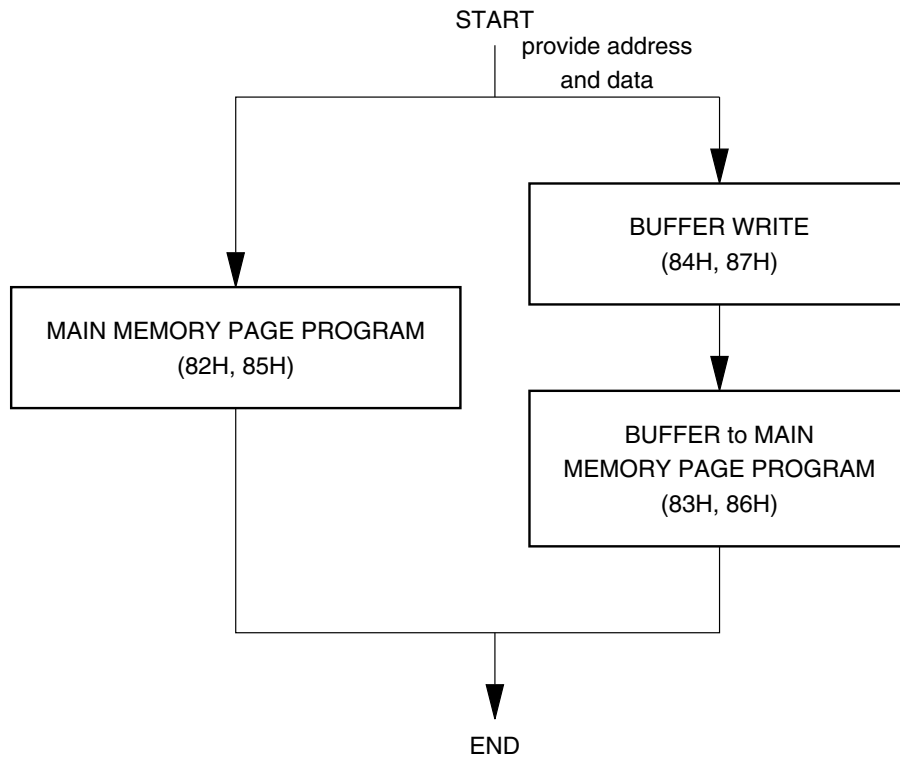 START
provide address
and data
BUFFER WRITE
(84H, 87H)
MAIN MEMORY PAGE PROGRAM
(82H, 85H)
BUFFER to MAIN
MEMORY PAGE PROGRAM
(83H, 86H)
END